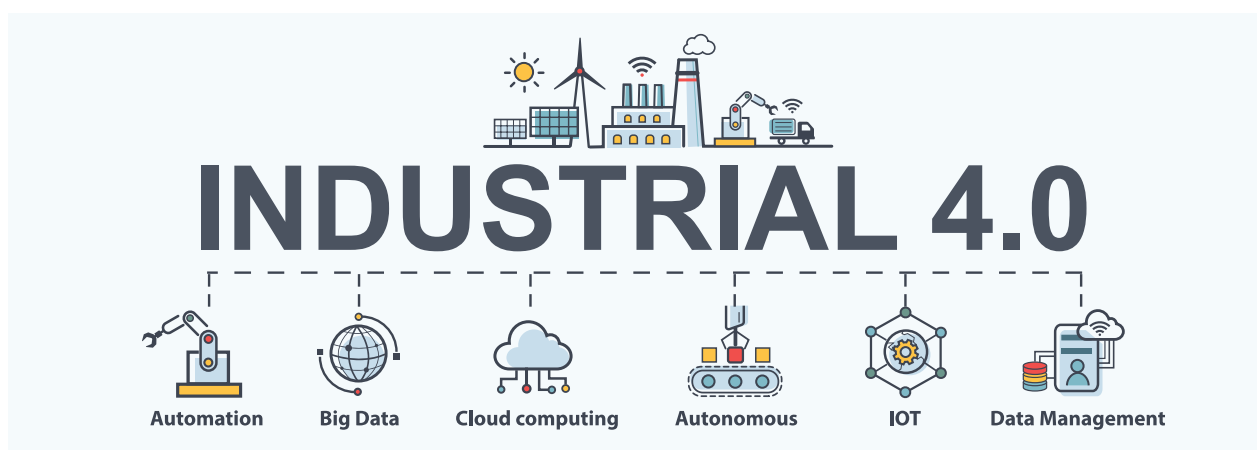 INDUSTRIAL 4.0
Automation
Big Data
Cloud computing
Autonomous
IOT
Data Management